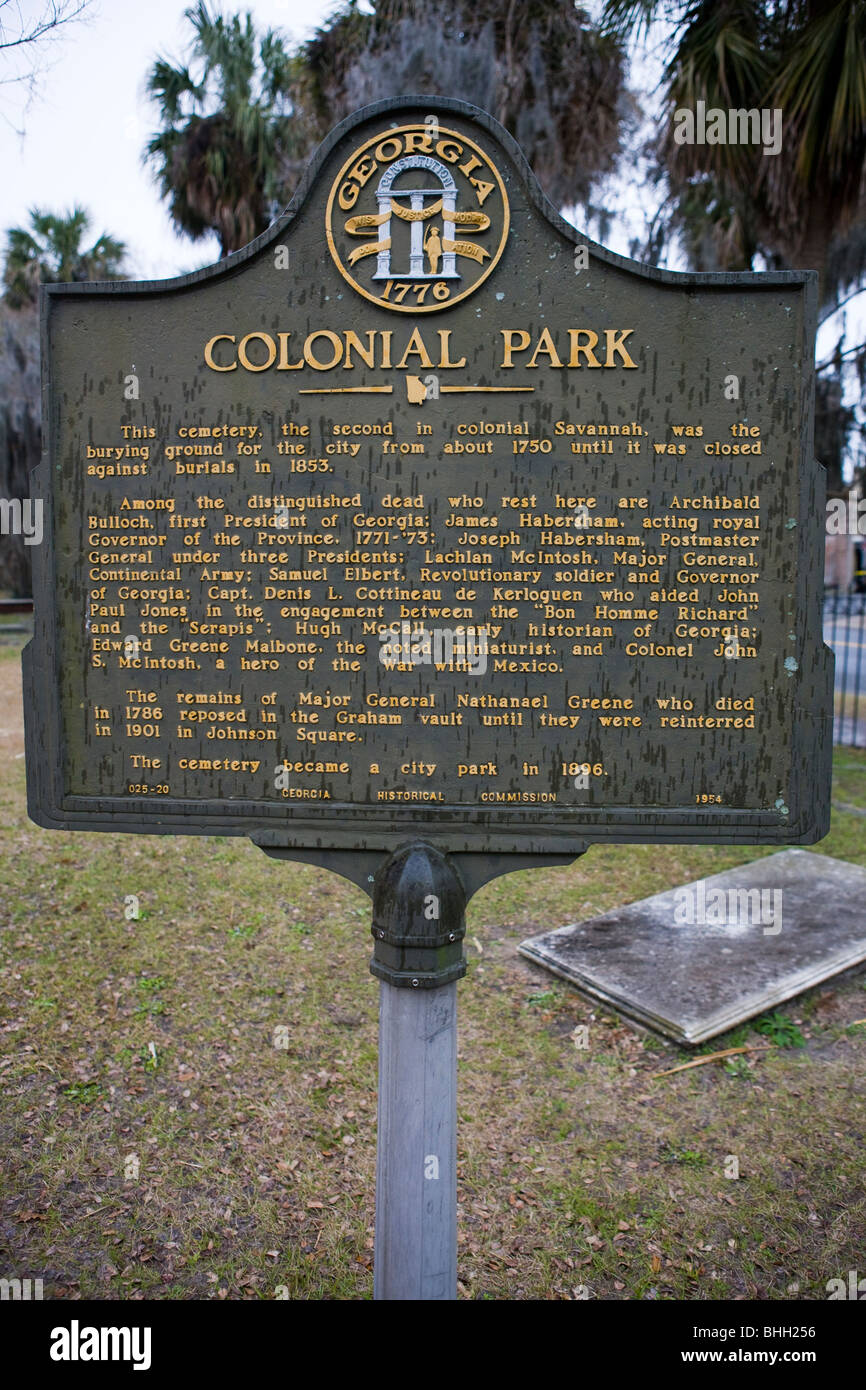 GEORGIA
CONSTITUTION
WIS JUSTICE MODER
DOM ATION
1776
COLONIAL PARK
This cemetery, the second in colonial Savannah, was the
burying ground for the city from about 1750 until it was closed
against burials in 1853.
Among the distinguished dead who rest here are Archibald
Bulloch, first President of Georgia; James Habersham, acting royal
Governor of the Province, 1771-'73; Joseph Habersham, Postmaster
General under three Presidents; Lachlan McIntosh, Major General,
Continental Army; Samuel Elbert, Revolutionary soldier and Governor
of Georgia; Capt. Denis L. Cottineau de Kerloguen who aided John
Paul Jones in the engagement between the "Bon Homme Richard"
and the "Serapis"; Hugh McCall, early historian of Georgia;
Edward Greene Malbone, the noted miniaturist, and Colonel John
S. McIntosh, a hero of the War with Mexico.
The remains of Major General Nathanael Greene who died
in 1786 reposed in the Graham vault until they were reinterred
in 1901 in Johnson Square.
The cemetery became a city park in 1896.
025-20 GEORGIA HISTORICAL COMMISSION 1954
alamy
a
a
a
a
alamy
Image ID: BHH256
www.alamy.com